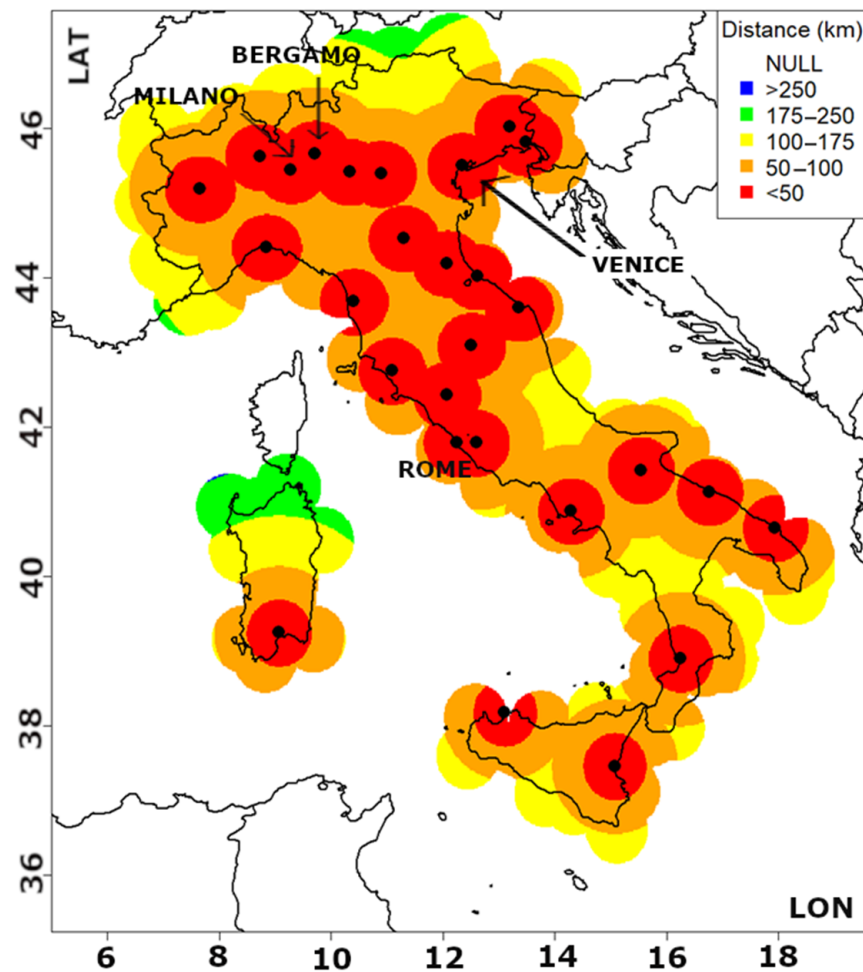 LAT
BERGAMO
MILANO
Distance (km)
NULL
>250
175–250
100–175
50–100
<50
VENICE
ROME
46
44
42
40
38
36
LON
6 8 10 12 14 16 18